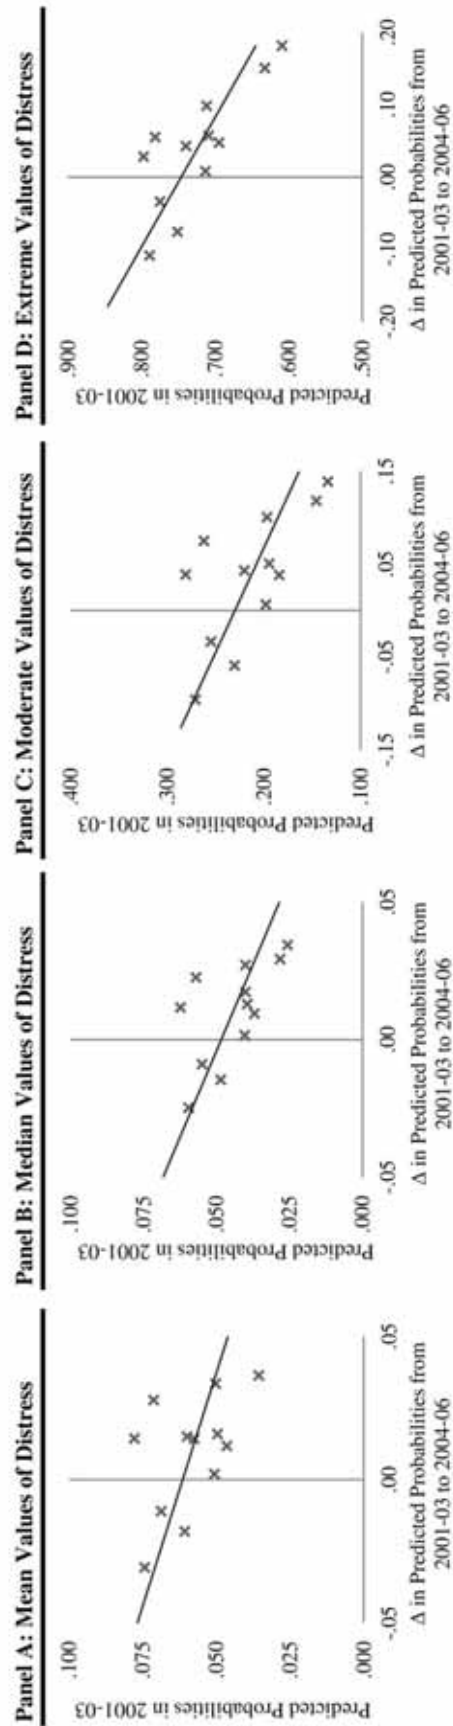 Panel A: Mean Values of Distress
Predicted Probabilities in 2001-03
.100
.075
.050
.025
.000
-.05
.00
.05
Δ in Predicted Probabilities from
2001-03 to 2004-06
Panel B: Median Values of Distress
Predicted Probabilities in 2001-03
.100
.075
.050
.025
.000
-.05
.00
.05
Δ in Predicted Probabilities from
2001-03 to 2004-06
Panel C: Moderate Values of Distress
Predicted Probabilities in 2001-03
.400
.300
.200
.100
-.15
-.05
.05
.15
Δ in Predicted Probabilities from
2001-03 to 2004-06
Panel D: Extreme Values of Distress
Predicted Probabilities in 2001-03
.900
.800
.700
.600
.500
-.20
-.10
.00
.10
.20
Δ in Predicted Probabilities from
2001-03 to 2004-06